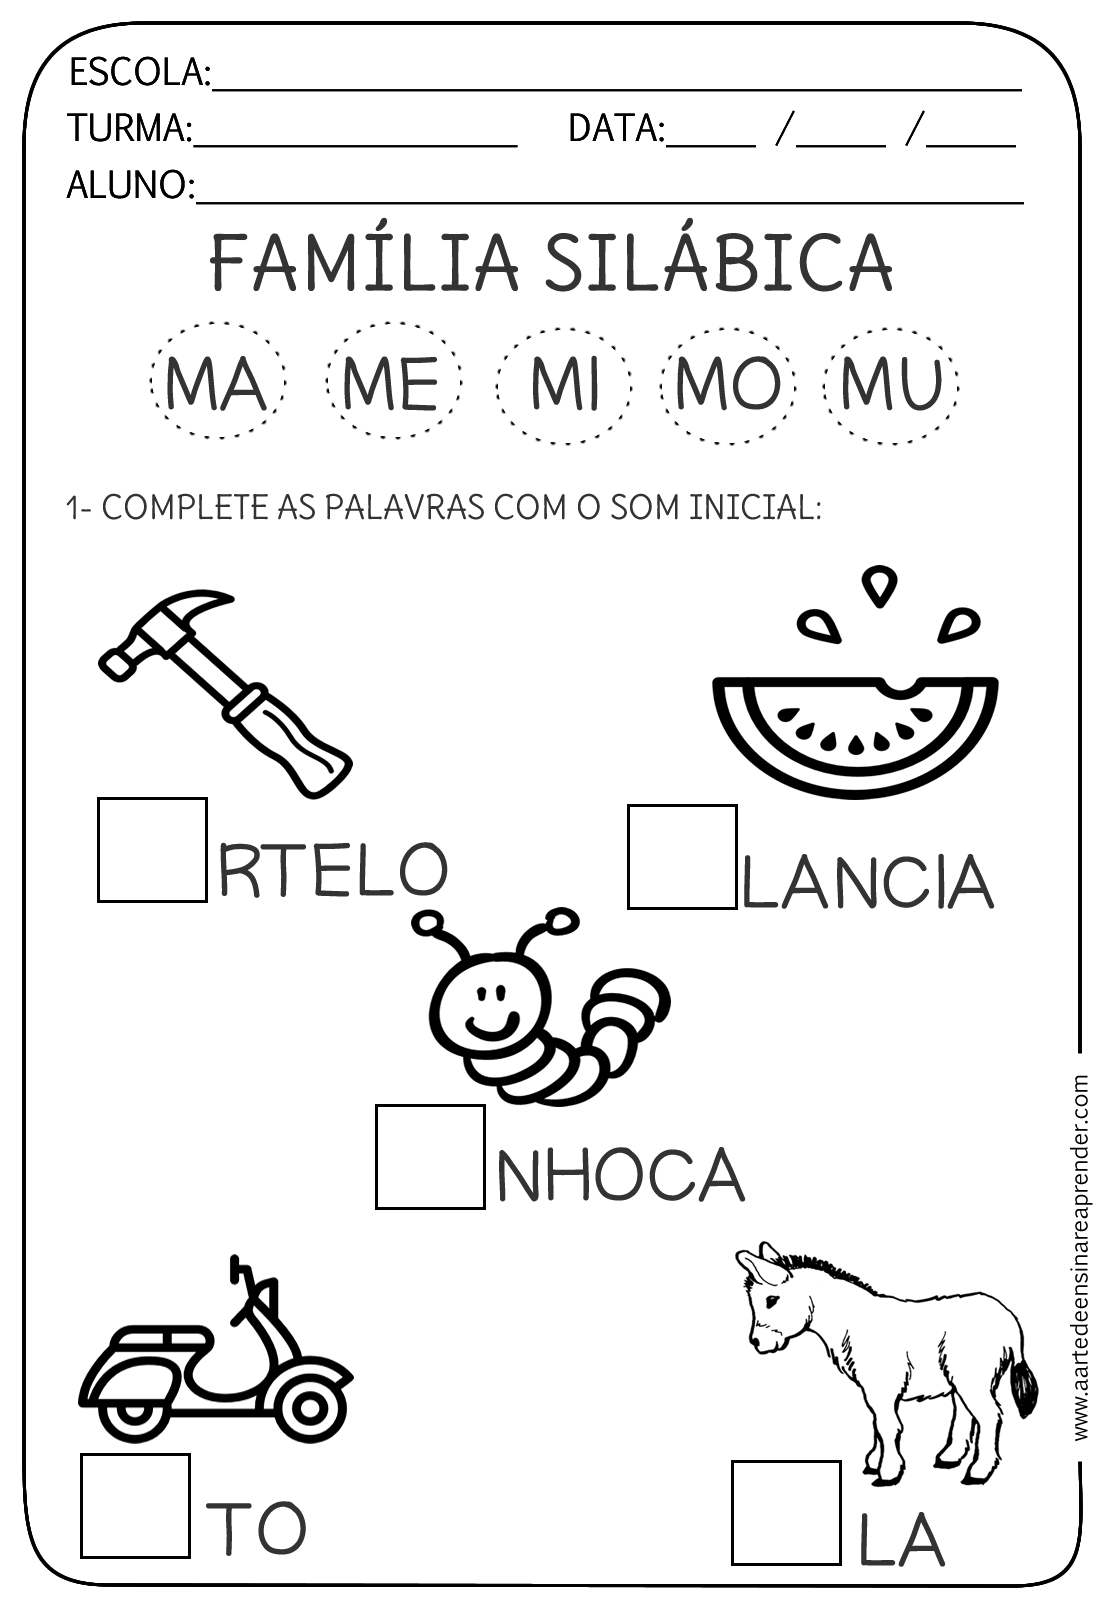 ESCOLA:
TURMA: DATA: / /
ALUNO:
FAMÍLIA SILÁBICA
MA ME MI MO MU
1- COMPLETE AS PALAVRAS COM O SOM INICIAL:
RTELO
LANCIA
NHOCA
TO
LA
www.aartedeensinareaprender.com